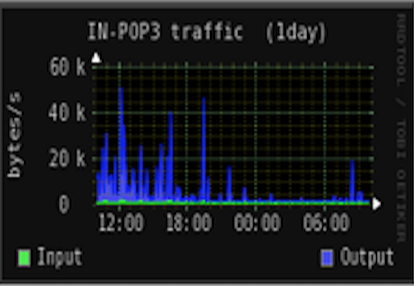 IN-POP3 traffic (1day)
RRDTOOL / TOBI OETIKER
bytes/s
60 k
40 k
20 k
0
12:00 18:00 00:00 06:00
Input Output